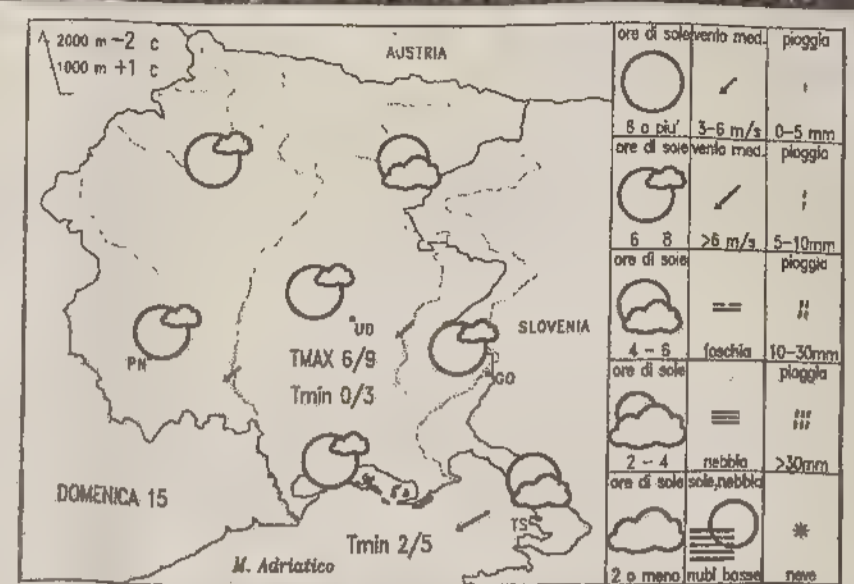 2000 m -2 c
1000 m +1 c
AUSTRIA
UD
PN
SLOVENIA
TMAX 6/9
GO
Tmin 0/3
DOMENICA 15
TS
Tmin 2/5
M. Adriatico
ore di sole vento med. pioggia
8 o piu' 3-6 m/s 0-5 mm
ore di sole vento med. pioggia
6 8 >6 m/s 5-10mm
ore di sole pioggia
4 - 6 foschia 10-30mm
ore di sole pioggia
2 - 4 nebbia >30mm
ore di sole sole,nebbia
2 o meno nubi basse neve